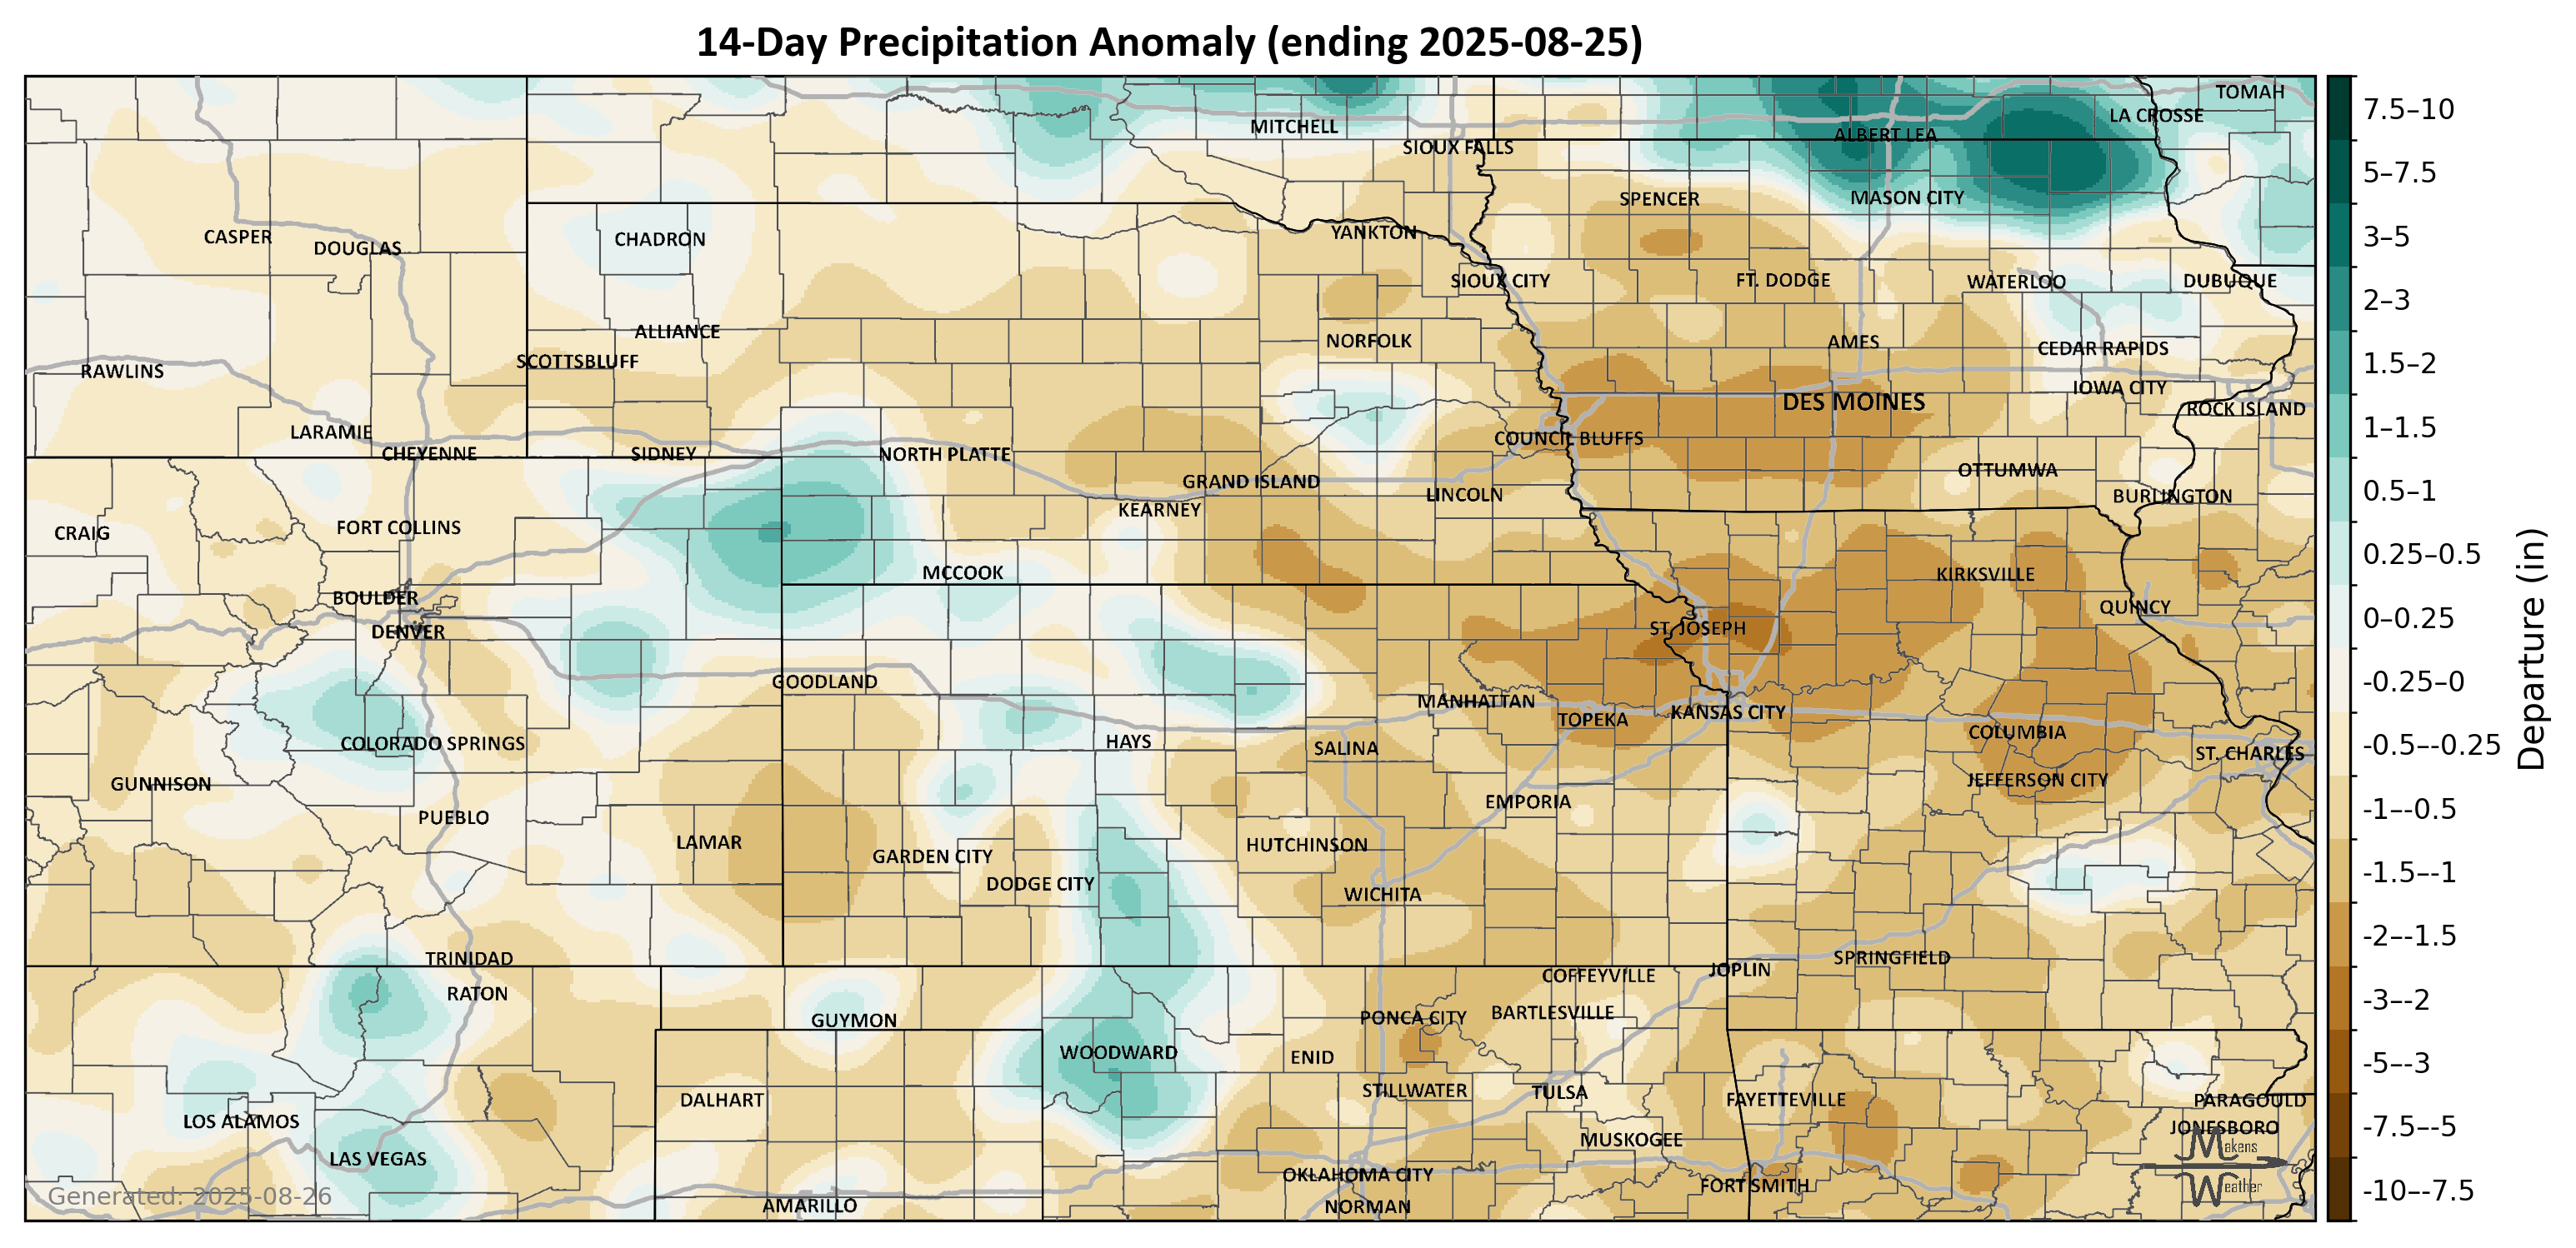 14-Day Precipitation Anomaly (ending 2025-08-25)
TOMAH
LA CROSSE
MITCHELL
ALBERT LEA
SIOUX FALLS
SPENCER
MASON CITY
CASPER
DOUGLAS
CHADRON
YANKTON
SIOUX CITY
FT. DODGE
WATERLOO
DUBUQUE
ALLIANCE
NORFOLK
AMES
CEDAR RAPIDS
SCOTTSBLUFF
RAWLINS
IOWA CITY
DES MOINES
ROCK ISLAND
LARAMIE
COUNCIL BLUFFS
CHEYENNE
SIDNEY
NORTH PLATTE
OTTUMWA
GRAND ISLAND
LINCOLN
BURLINGTON
KEARNEY
CRAIG
FORT COLLINS
MCCOOK
KIRKSVILLE
BOULDER
QUINCY
DENVER
ST. JOSEPH
GOODLAND
MANHATTAN
TOPEKA
KANSAS CITY
COLUMBIA
COLORADO SPRINGS
HAYS
SALINA
ST. CHARLES
GUNNISON
JEFFERSON CITY
EMPORIA
PUEBLO
LAMAR
HUTCHINSON
GARDEN CITY
DODGE CITY
WICHITA
TRINIDAD
SPRINGFIELD
JOPLIN
COFFEYVILLE
RATON
GUYMON
PONCA CITY
BARTLESVILLE
WOODWARD
ENID
STILLWATER
TULSA
DALHART
FAYETTEVILLE
PARAGOULD
LOS ALAMOS
JONESBORO
MUSKOGEE
LAS VEGAS
OKLAHOMA CITY
FORT SMITH
AMARILLO
NORMAN
Generated: 2025-08-26
Makens
Weather
7.5–10
5–7.5
3–5
2–3
1.5–2
1–1.5
0.5–1
0.25–0.5
0–0.25
-0.25–0
-0.5–-0.25
-1–-0.5
-1.5–-1
-2–-1.5
-3–-2
-5–-3
-7.5–-5
-10–-7.5
Departure (in)